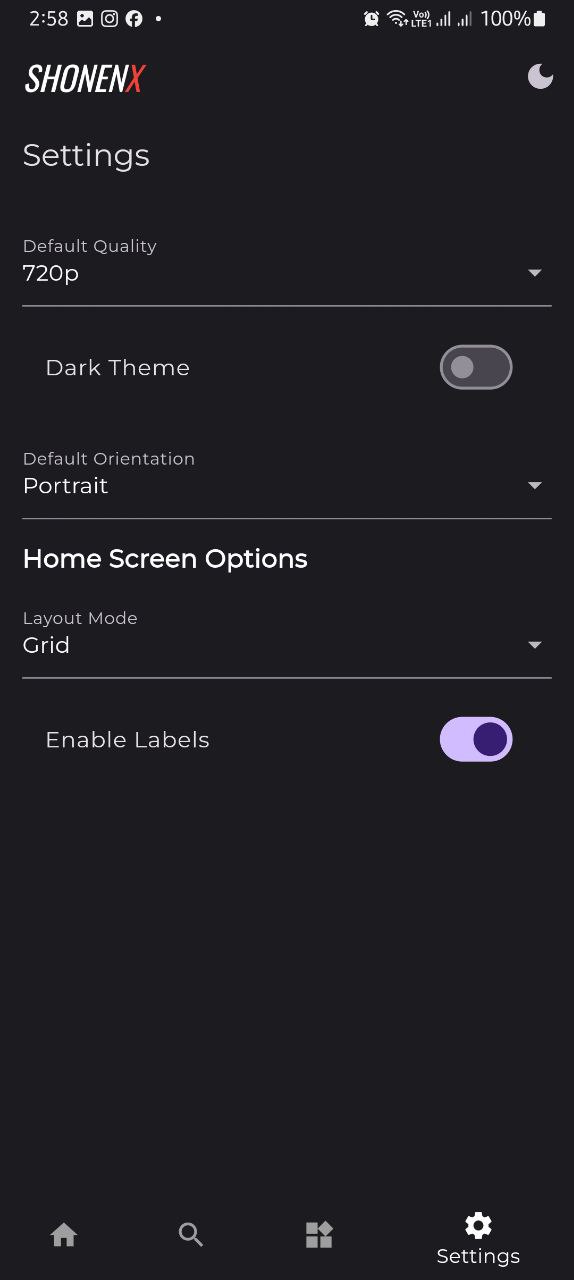 2:58
Vo)) LTE1 100%
SHONENX
Settings
Default Quality
720p
Dark Theme
Default Orientation
Portrait
Home Screen Options
Layout Mode
Grid
Enable Labels
Settings